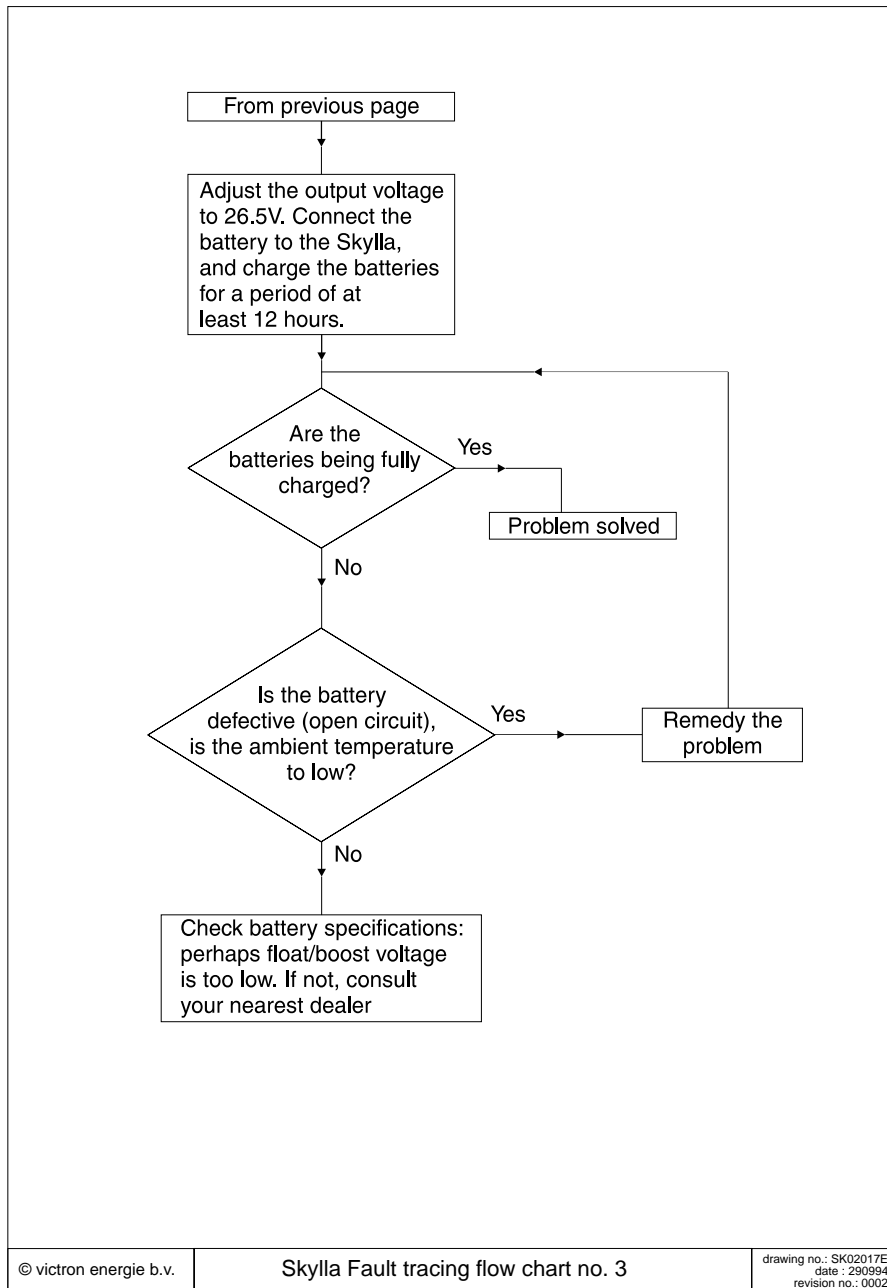 From previous page
Adjust the output voltage
to 26.5V. Connect the
battery to the Skylla,
and charge the batteries
for a period of at
least 12 hours.
Are the
batteries being fully
charged?
Yes
Problem solved
No
Is the battery
defective (open circuit),
is the ambient temperature
to low?
Yes
Remedy the
problem
No
Check battery specifications:
perhaps float/boost voltage
is too low. If not, consult
your nearest dealer
© victron energie b.v.
Skylla Fault tracing flow chart no. 3
drawing no.: SK02017E
date : 290994
revision no.: 0002